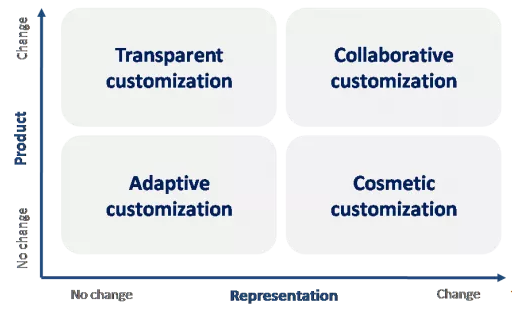 Change
Transparent
customization
Collaborative
customization
Product
Adaptive
customization
Cosmetic
customization
No change
No change
Representation
Change